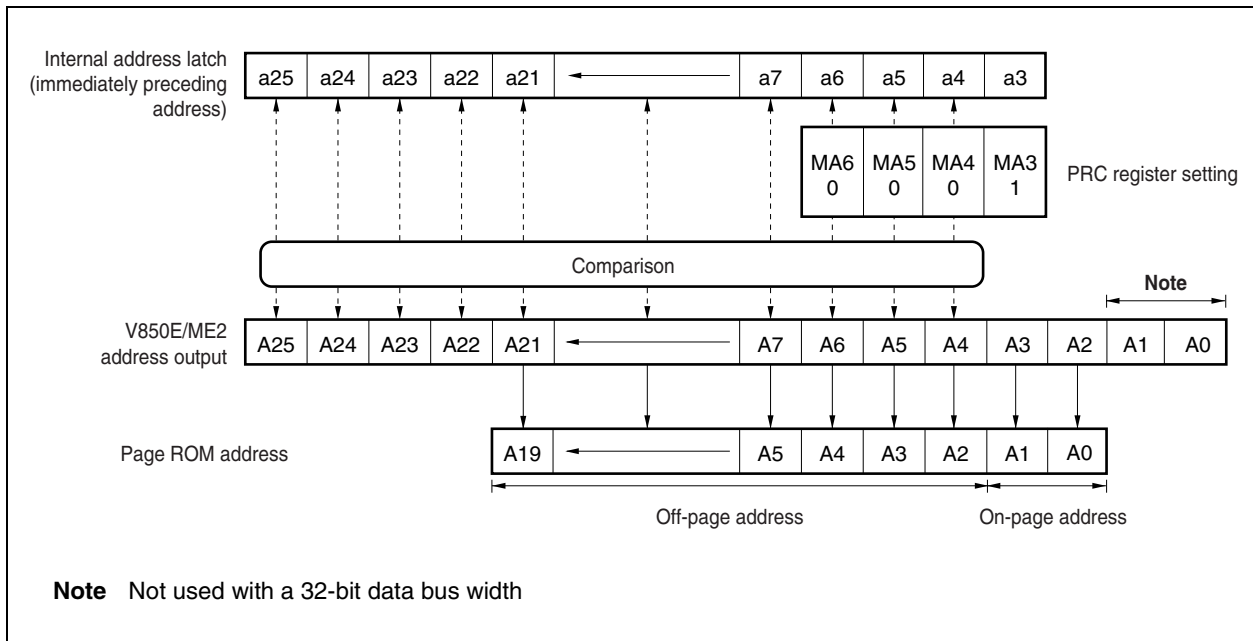 Internal address latch
(immediately preceding
address)
a25 a24 a23 a22 a21 a7 a6 a5 a4 a3
MA6 MA5 MA4 MA3
0 0 0 1
PRC register setting
Comparison
Note
V850E/ME2
address output
A25 A24 A23 A22 A21 A7 A6 A5 A4 A3 A2 A1 A0
Page ROM address
A19 A5 A4 A3 A2 A1 A0
Off-page address On-page address
Note Not used with a 32-bit data bus width